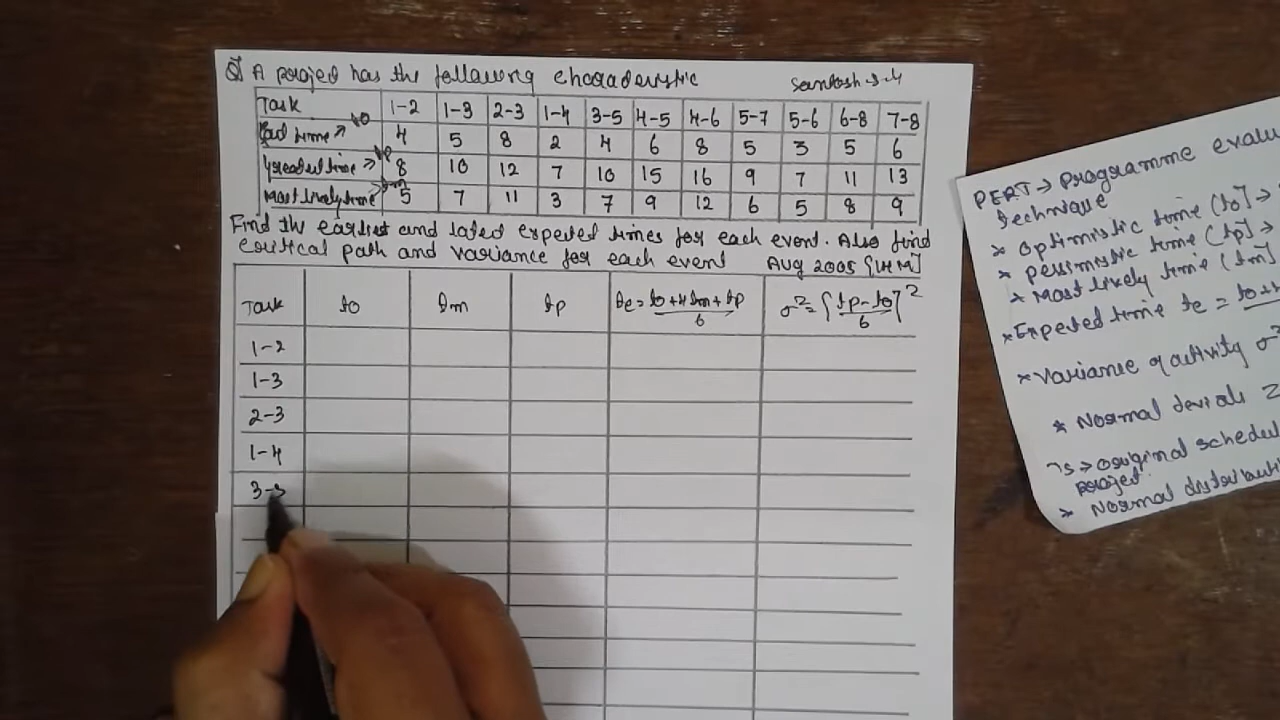 Q) A project has the following characteristic Santosh.S.H
Task 1-2 1-3 2-3 1-4 3-5 4-5 4-6 5-7 5-6 6-8 7-8
time → to 4 5 8 2 4 6 8 5 3 5 6
Greatest time → tp 8 10 12 7 10 15 16 9 7 11 13
Most likely time → tm 5 7 11 3 7 9 12 6 5 8 9
Find the earliest and latest expected times for each event. Also find
critical path and variance for each event Aug 2005 [14M]
Task to tm tp te = to+4tm+tp/6 σ² = [tp-to/6]²
1-2
1-3
2-3
1-4
3-5
PERT → Programme evalu
technique
* optimistic time (to] →
* pessimistic time (tp] →
* Most likely time (tm]
* Expected time te = to+4
* Variance of activity σ²
* Normal deviate Z
Ts → original schedul
project.
* Normal distributi